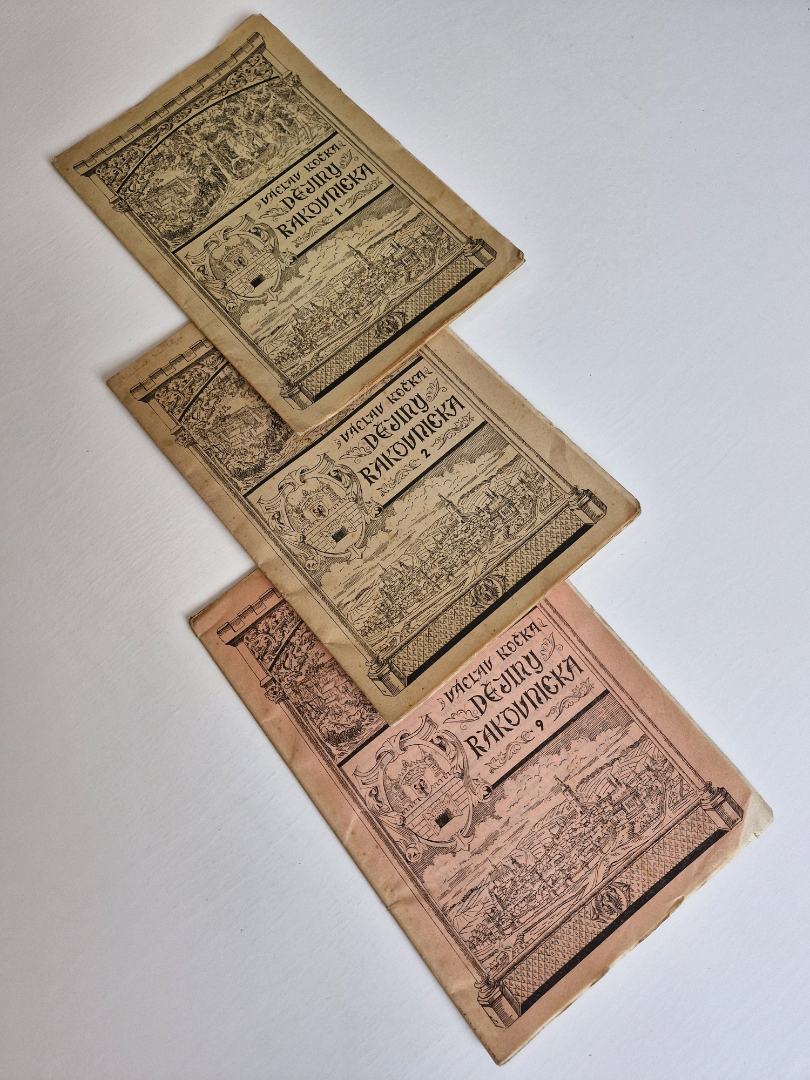 VÁCLAV KOČKA
DĚJINY
RAKOVNICKA
1
VÁCLAV KOČKA
DĚJINY
RAKOVNICKA
2
VÁCLAV KOČKA
DĚJINY
RAKOVNICKA
9